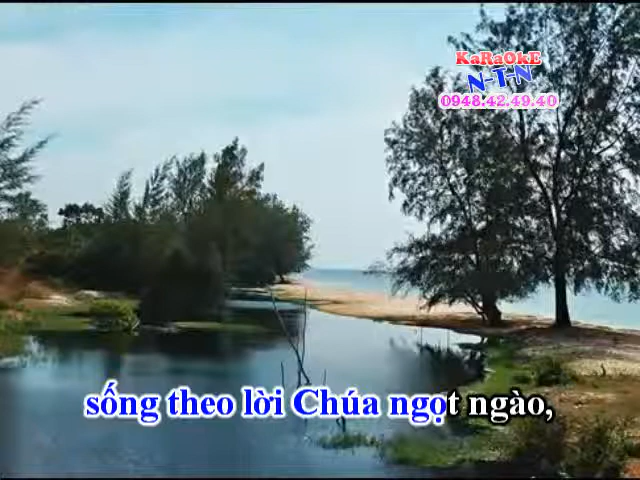 KaRaOkE
N-T-N
0948.42.49.40
sống theo lời Chúa ngọt ngào,